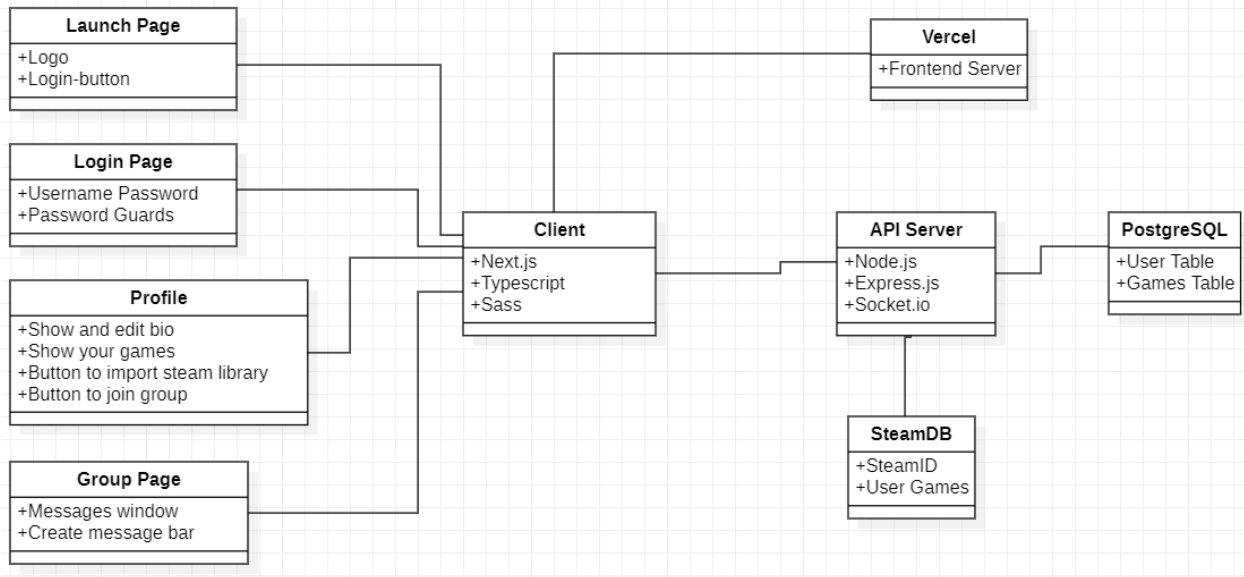 Launch Page
+Logo
+Login-button
Login Page
+Username Password
+Password Guards
Profile
+Show and edit bio
+Show your games
+Button to import steam library
+Button to join group
Group Page
+Messages window
+Create message bar
Client
+Next.js
+Typescript
+Sass
Vercel
+Frontend Server
API Server
+Node.js
+Express.js
+Socket.io
SteamDB
+SteamID
+User Games
PostgreSQL
+User Table
+Games Table